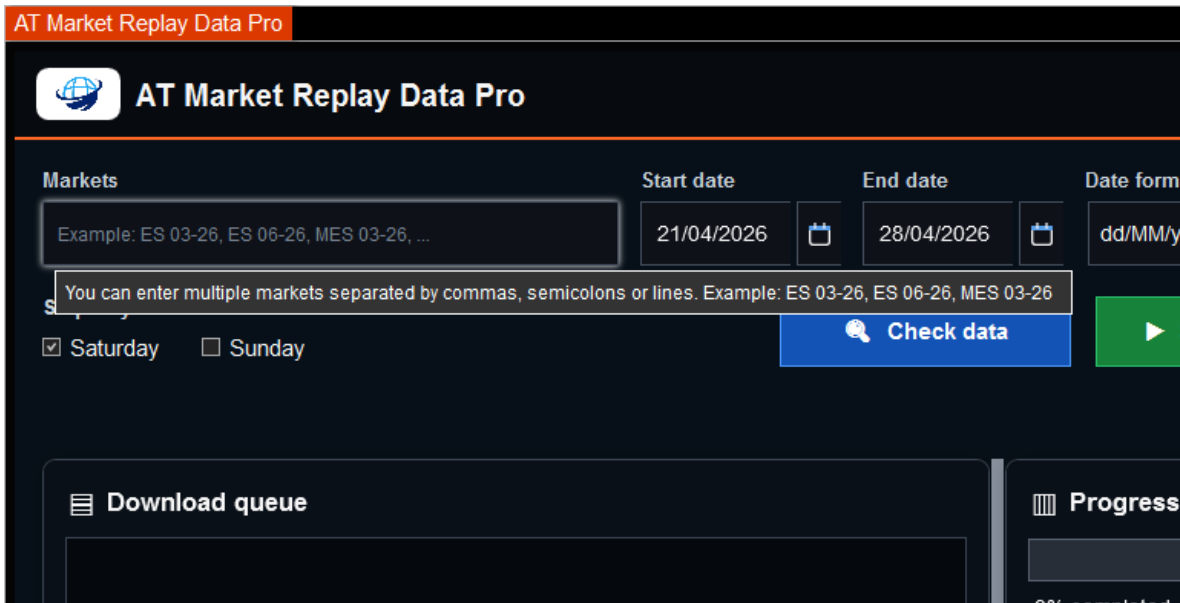 AT Market Replay Data Pro
AT Market Replay Data Pro
Markets
Start date
End date
Date form
Example: ES 03-26, ES 06-26, MES 03-26, ...
21/04/2026
28/04/2026
dd/MM/y
You can enter multiple markets separated by commas, semicolons or lines. Example: ES 03-26, ES 06-26, MES 03-26
Saturday
Sunday
Check data
Download queue
Progress